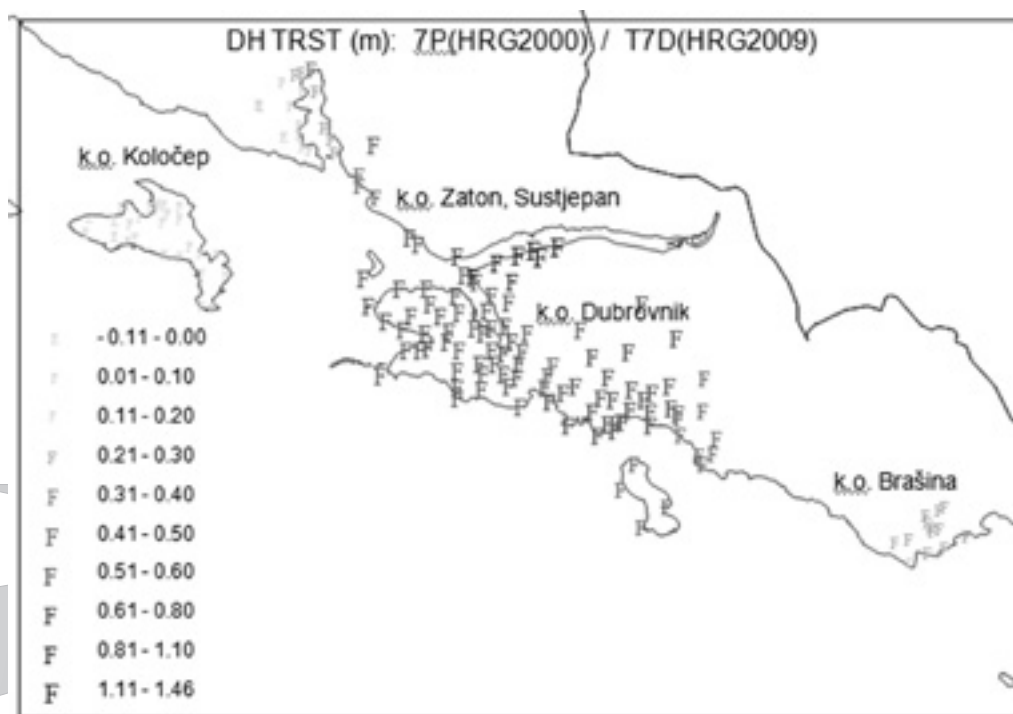 DH TRST (m): 7P(HRG2000) / T7D(HRG2009)
k.o. Koločep
k.o. Zaton, Sustjepan
k.o. Dubrovnik
-0.11 - 0.00
0.01 - 0.10
0.11 - 0.20
0.21 - 0.30
0.31 - 0.40
0.41 - 0.50
k.o. Brašina
0.51 - 0.60
0.61 - 0.80
0.81 - 1.10
1.11 - 1.46